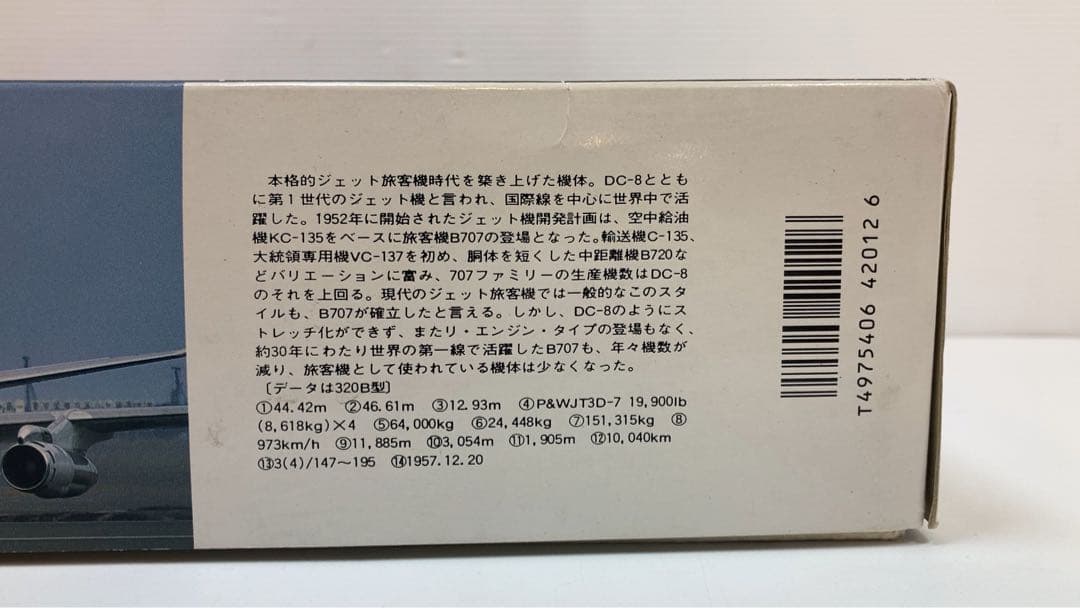 本格的ジェット旅客機時代を築き上げた機体。DC-8ととも
に第1世代のジェット機と言われ、国際線を中心に世界中で活
躍した。1952年に開始されたジェット機開発計画は、空中給油
機KC-135をベースに旅客機B707の登場となった。輸送機C-135、
大統領専用機VC-137を初め、胴体を短くした中距離機B720な
どバリエーションに富み、707ファミリーの生産機数はDC-8
のそれを上回る。現代のジェット旅客機では一般的なこのスタ
イルも、B707が確立したと言える。しかし、DC-8のようにス
トレッチ化ができず、またリ・エンジン・タイプの登場もなく、
約30年にわたり世界の第一線で活躍したB707も、年々機数が
減り、旅客機として使われている機体は少なくなった。
〔データは320B型〕
①44.42m ②46.61m ③12.93m ④P&WJT3D-7 19,900lb
(8,618kg)×4 ⑤64,000kg ⑥24,448kg ⑦151,315kg ⑧
973km/h ⑨11,885m ⑩3,054m ⑪1,905m ⑫10,040km
⑬3(4)/147～195 ⑭1957.12.20
T4975406 42012 6